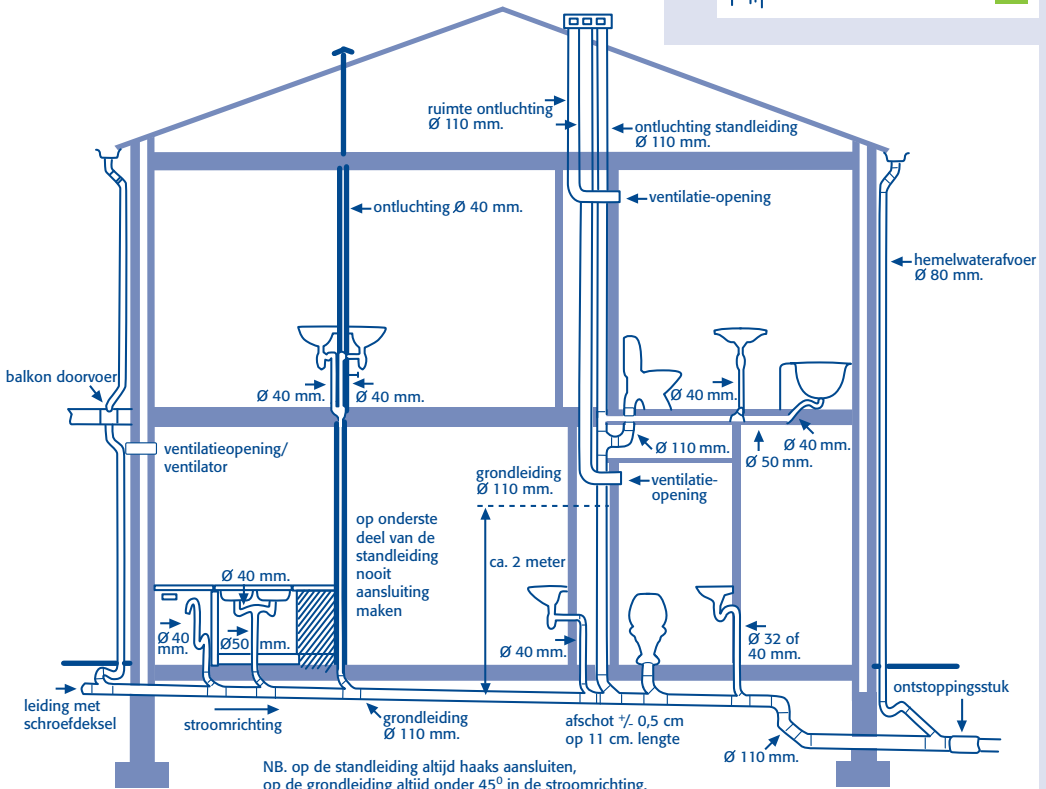 ruimte ontluchting
Ø 110 mm.
ontluchting standleiding
Ø 110 mm.
ventilatie-opening
ontluchting Ø 40 mm.
hemelwaterafvoer
Ø 80 mm.
balkon doorvoer
Ø 40 mm.
Ø 40 mm.
Ø 40 mm.
ventilatieopening/
ventilator
Ø 110 mm.
Ø 40 mm.
Ø 50 mm.
grondleiding
Ø 110 mm.
ventilatie-
opening
op onderste
deel van de
standleiding
nooit
aansluiting
maken
ca. 2 meter
Ø 40 mm.
Ø 40
mm.
Ø50 mm.
Ø 40 mm.
Ø 32 of
40 mm.
leiding met
schroefdeksel
stroomrichting
grondleiding
Ø 110 mm.
afschot +/- 0,5 cm
op 11 cm. lengte
ontstoppingsstuk
Ø 110 mm.
NB. op de standleiding altijd haaks aansluiten,
op de grondleiding altijd onder 45⁰ in de stroomrichting.